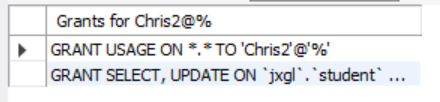 Grants for Chris2@%
GRANT USAGE ON *.* TO 'Chris2'@'%'
GRANT SELECT, UPDATE ON `jxgl`.`student` ...